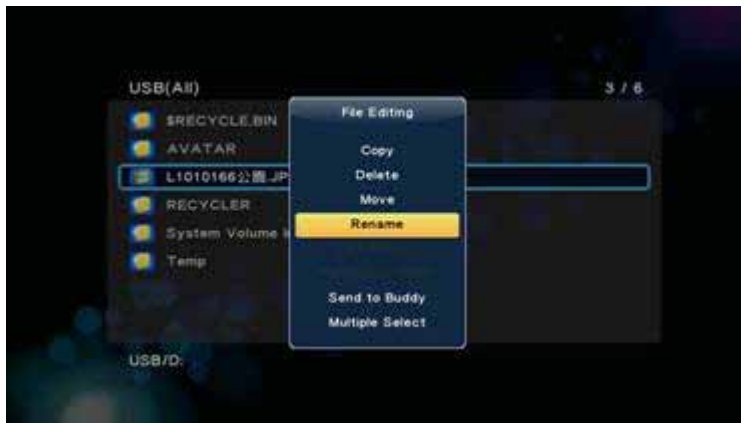 USB(All)
3 / 6
$RECYCLE.BIN
AVATAR
L1010166公園.JP
RECYCLER
System Volume
Temp
File Editing
Copy
Delete
Move
Rename
Send to Buddy
Multiple Select
USB/D: